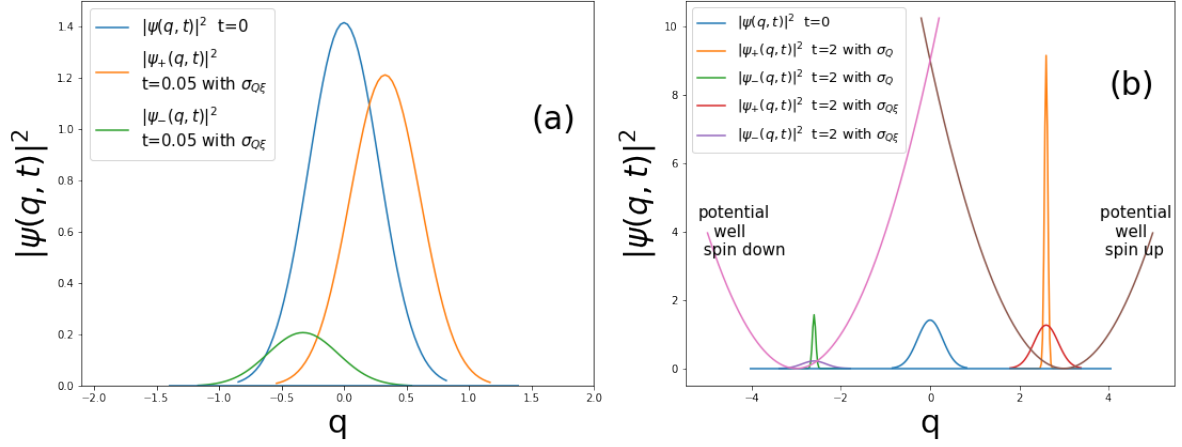 |ψ(q, t)|² t=0
|ψ₊(q, t)|²
t=0.05 with σ_Qξ
|ψ₋(q, t)|²
t=0.05 with σ_Qξ
(a)
|ψ(q, t)|²
1.4
1.2
1.0
0.8
0.6
0.4
0.2
0.0
−2.0 −1.5 −1.0 −0.5 0.0 0.5 1.0 1.5 2.0
q
|ψ(q, t)|² t=0
|ψ₊(q, t)|² t=2 with σ_Q
|ψ₋(q, t)|² t=2 with σ_Q
|ψ₊(q, t)|² t=2 with σ_Qξ
|ψ₋(q, t)|² t=2 with σ_Qξ
(b)
|ψ(q, t)|²
10
8
6
4
2
0
potential
well
spin down
potential
well
spin up
−4 −2 0 2 4
q